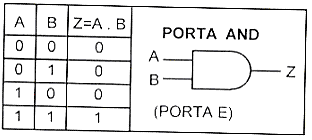 A B Z=A . B
0 0 0
0 1 0
1 0 0
1 1 1
PORTA AND
A
B
Z
(PORTA E)